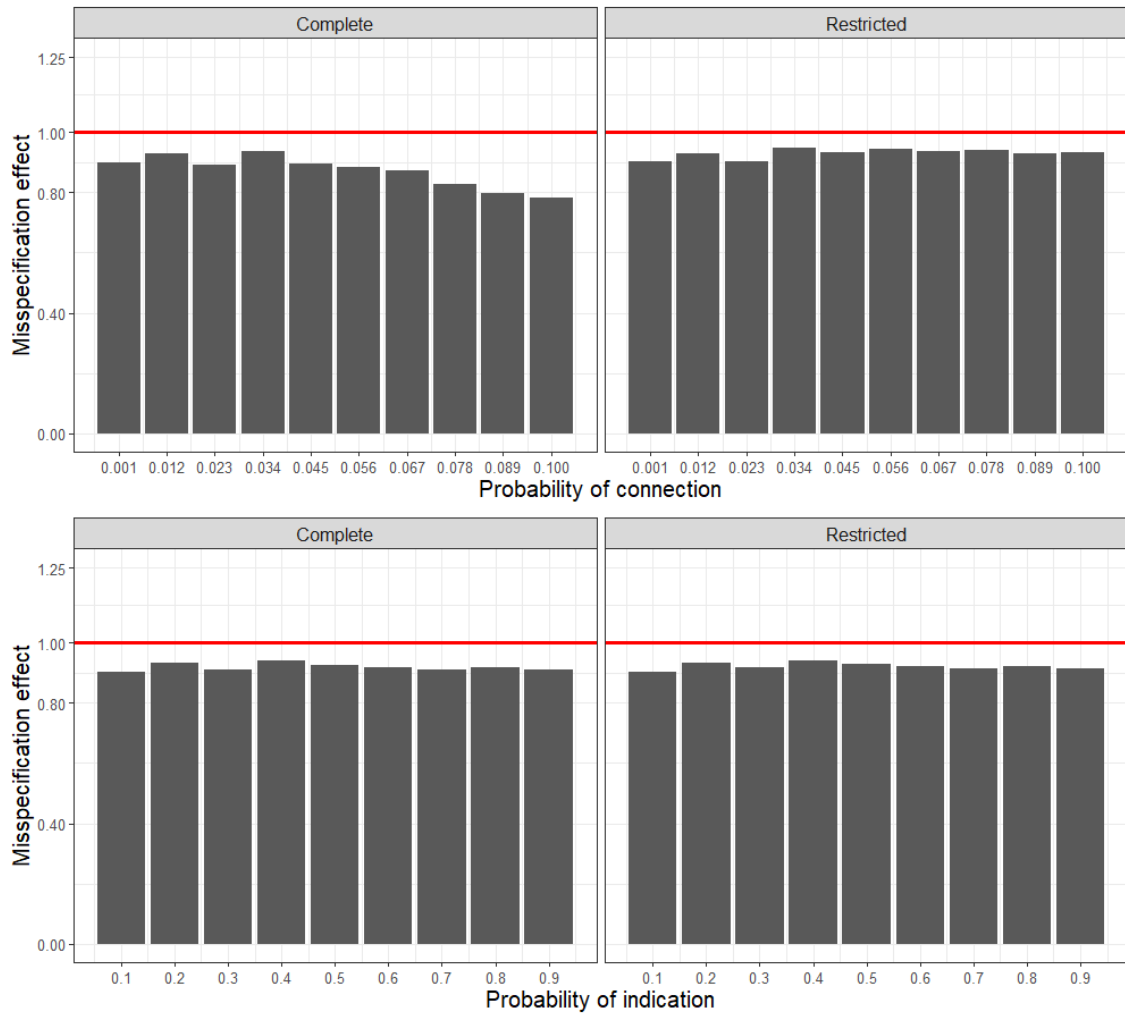 Complete Restricted
Misspecification effect
1.25
1.00
0.80
0.40
0.00
0.001 0.012 0.023 0.034 0.045 0.056 0.067 0.078 0.089 0.100 0.001 0.012 0.023 0.034 0.045 0.056 0.067 0.078 0.089 0.100
Probability of connection
Complete Restricted
Misspecification effect
1.25
1.00
0.80
0.40
0.00
0.1 0.2 0.3 0.4 0.5 0.6 0.7 0.8 0.9 0.1 0.2 0.3 0.4 0.5 0.6 0.7 0.8 0.9
Probability of indication